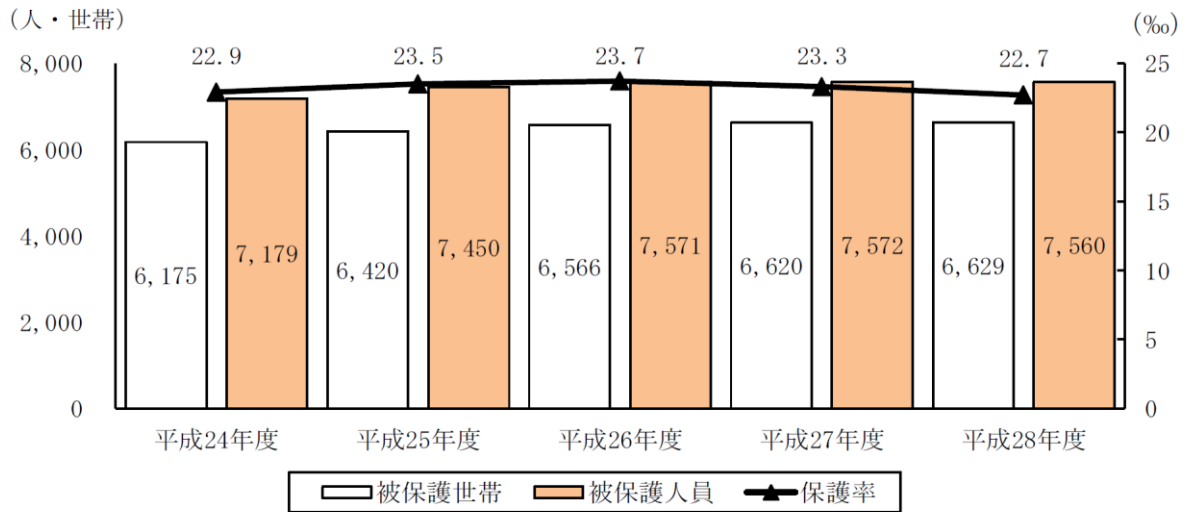 (人・世帯)
(‰)
22.9 23.5 23.7 23.3 22.7
8,000
6,000
4,000
2,000
0
25
20
15
10
5
0
6,175 7,179 6,420 7,450 6,566 7,571 6,620 7,572 6,629 7,560
平成24年度 平成25年度 平成26年度 平成27年度 平成28年度
被保護世帯 被保護人員 保護率